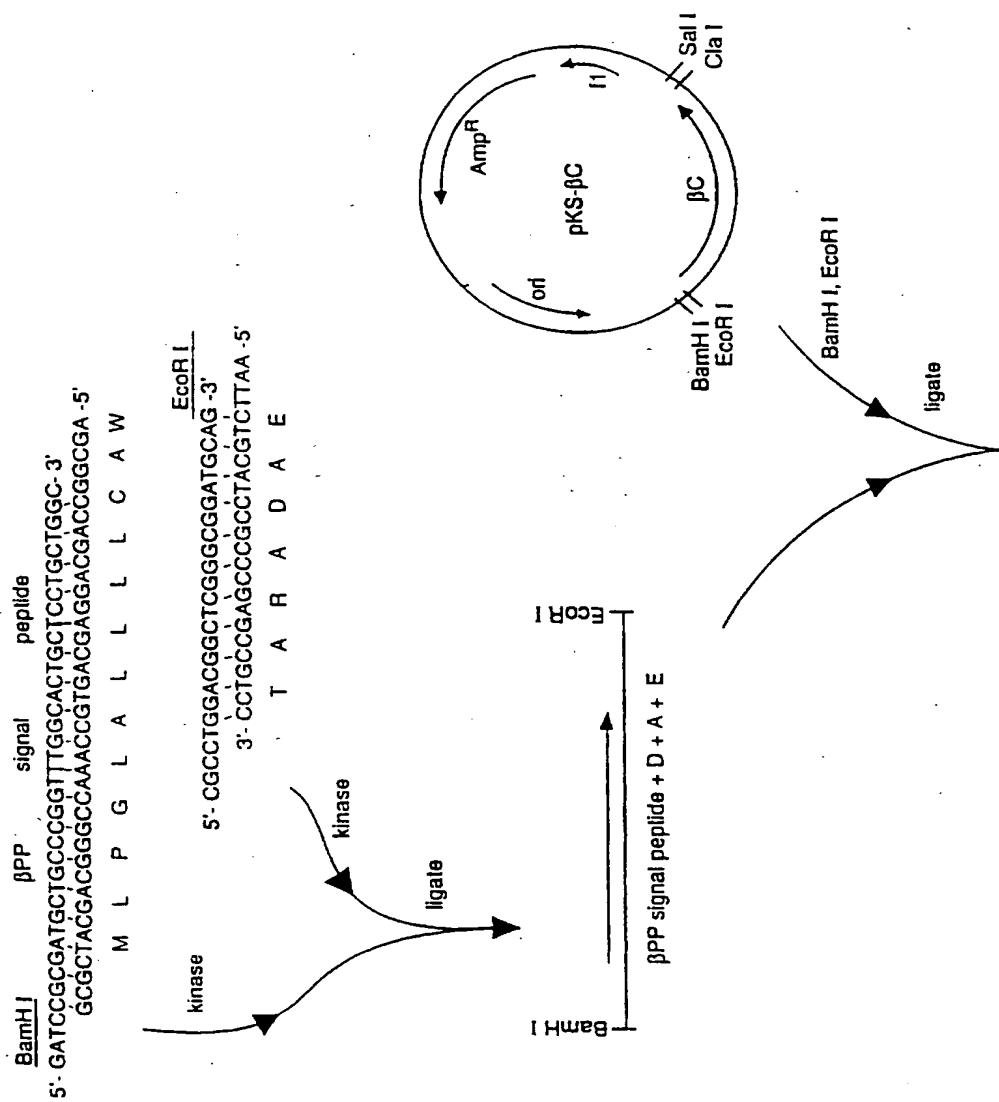 BamH I
βPP signal peptide
5'- GATCCGCGATGCTGCCCGGTTTGGCACTGCTCCTGCTGGC- 3'
GCGCTACGACGGGCCAAACCGTGACGAGGACGACCGGCGA -5'
M L P G L A L L L L C A W
EcoR I
5'- CGCCTGGACGGCTCGGGCGGATGCAG -3'
3'- CCTGCCGAGCCCGCCTACGTCTTAA -5'
T A R A D A E
kinase
kinase
ligate
BamH I
EcoR I
βPP signal peptide + D + A + E
AmpR
f1
ori
pKS-βC
βC
Sal I
Cla I
BamH I
EcoR I
BamH I, EcoR I
ligate